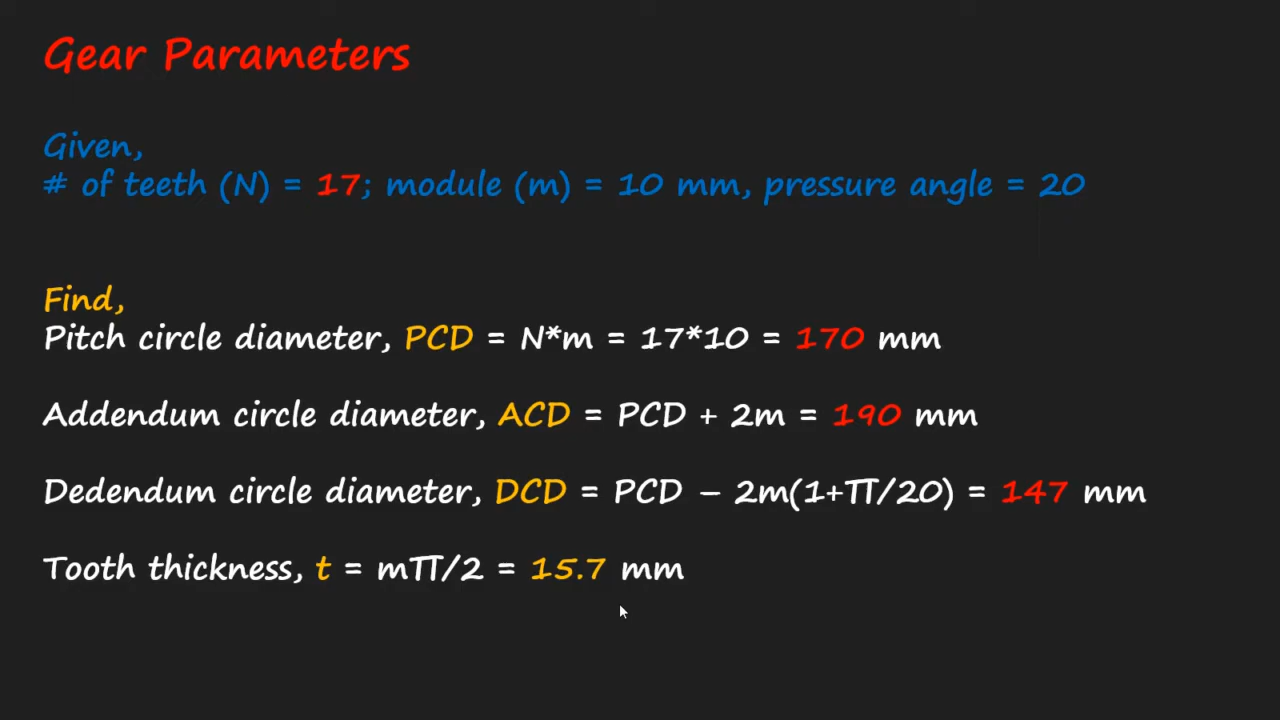 Gear Parameters
Given,
# of teeth (N) = 17; module (m) = 10 mm, pressure angle = 20
Find,
Pitch circle diameter, PCD = N*m = 17*10 = 170 mm
Addendum circle diameter, ACD = PCD + 2m = 190 mm
Dedendum circle diameter, DCD = PCD – 2m(1+π/20) = 147 mm
Tooth thickness, t = mπ/2 = 15.7 mm